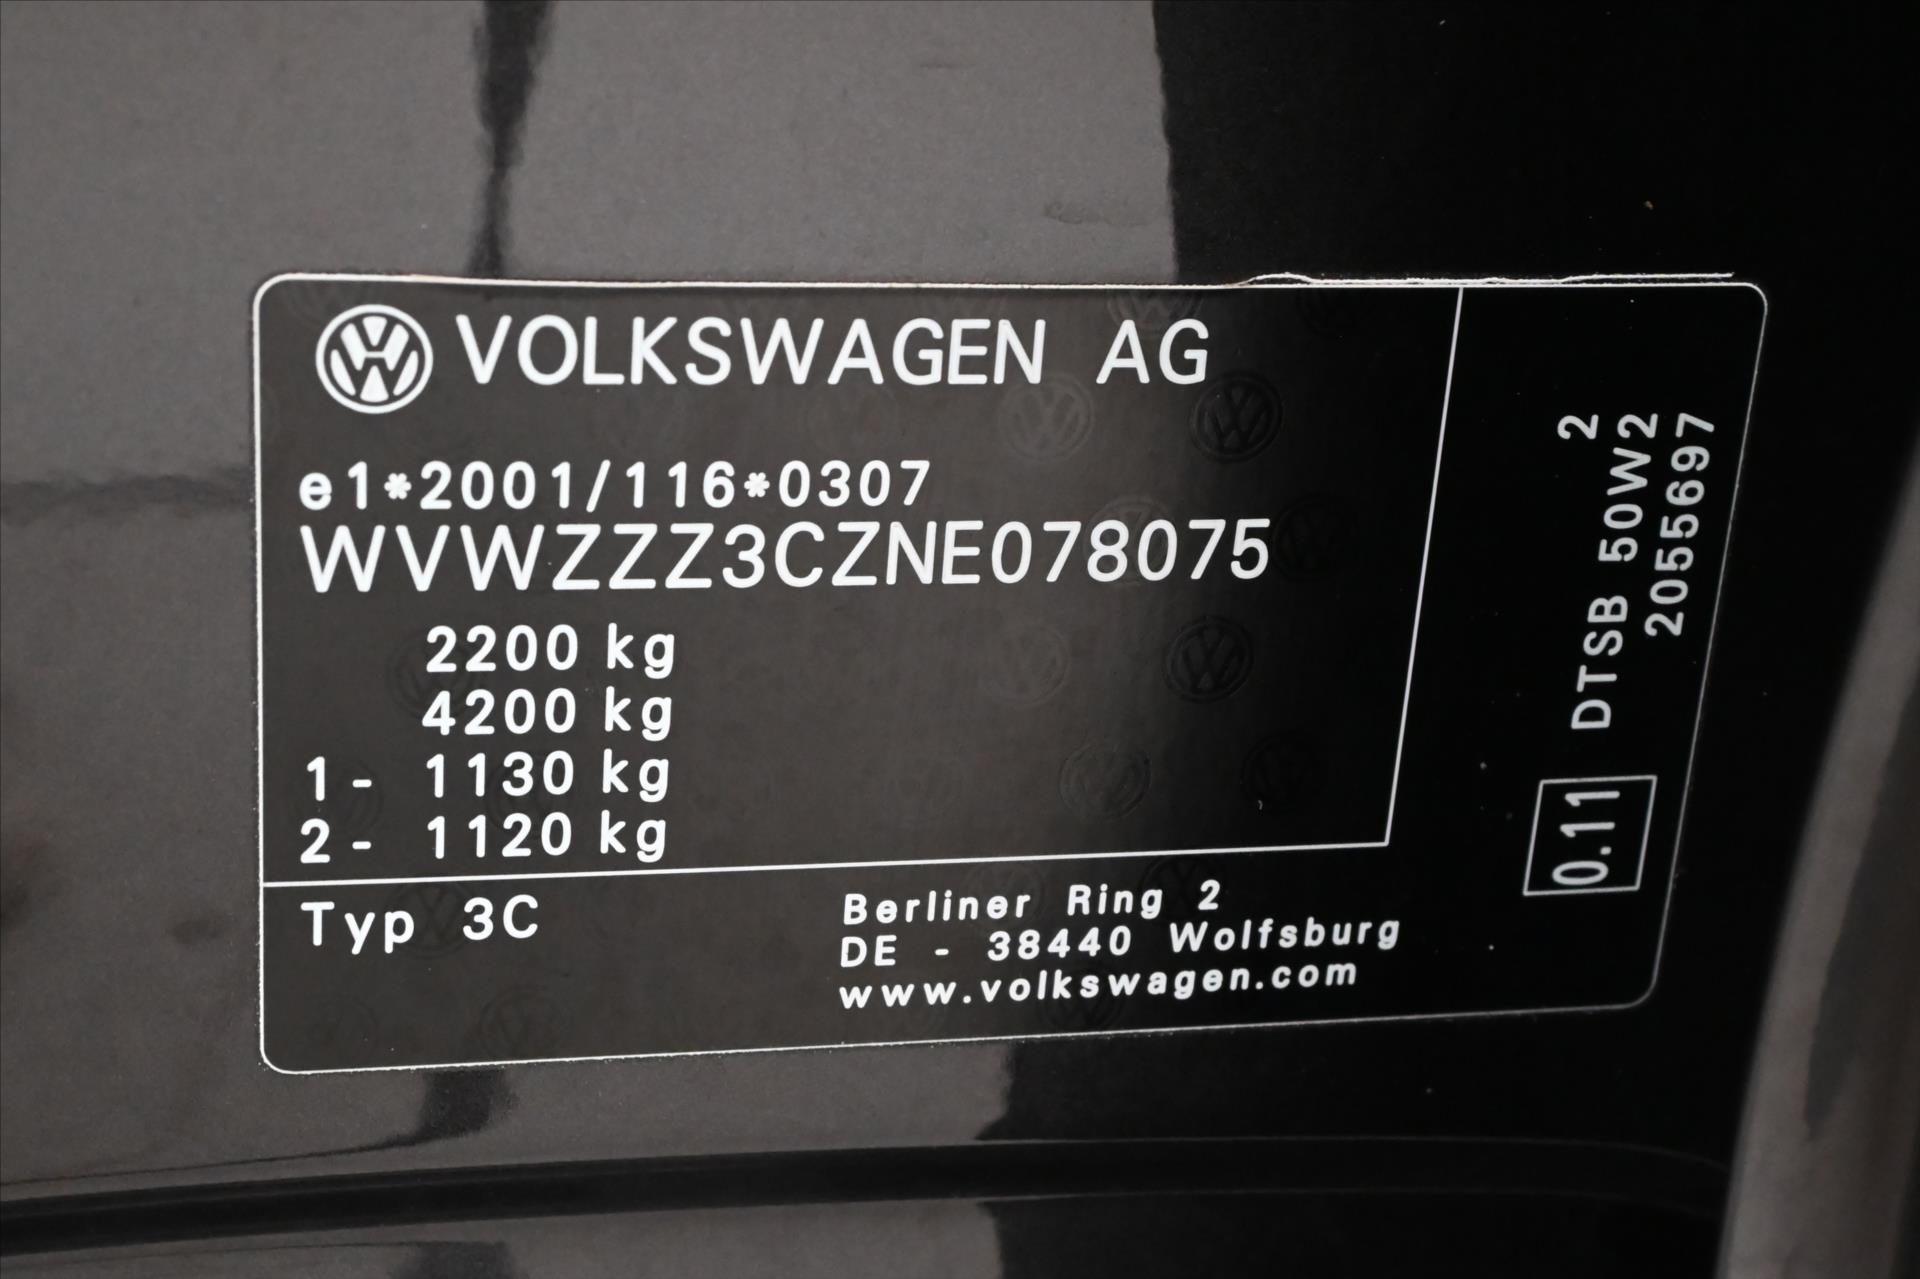 VOLKSWAGEN AG
e1*2001/116*0307
WVWZZZ3CZNE078075
2200 kg
4200 kg
1- 1130 kg
2- 1120 kg
Typ 3C
Berliner Ring 2
DE - 38440 Wolfsburg
www.volkswagen.com
0.11 DTSB 50W2 2
2055697